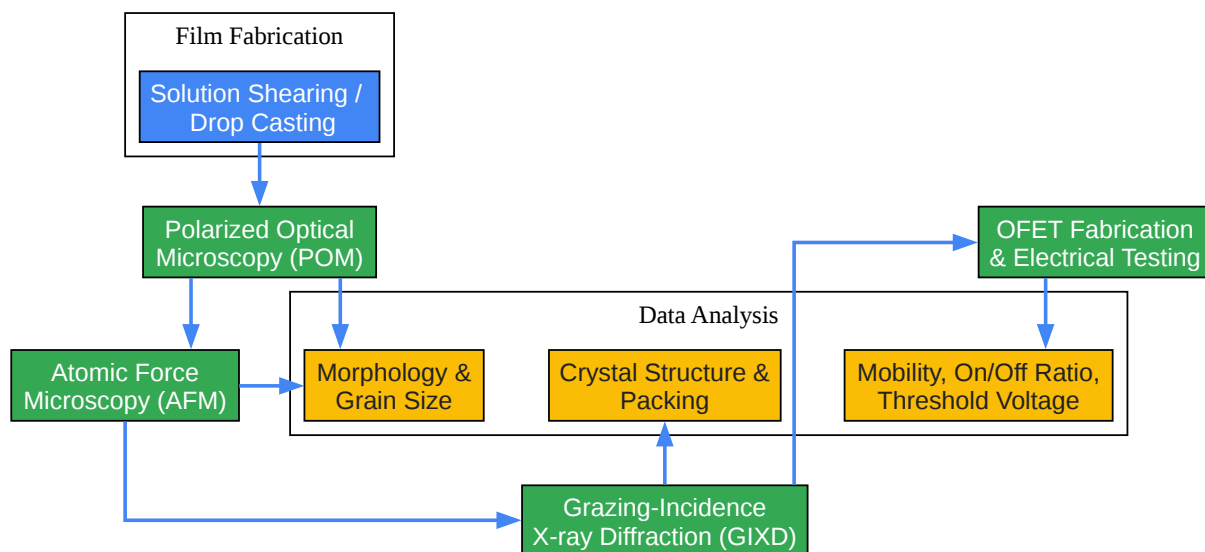 Film Fabrication
Solution Shearing /
Drop Casting
Polarized Optical
Microscopy (POM)
OFET Fabrication
& Electrical Testing
Data Analysis
Atomic Force
Microscopy (AFM)
Morphology &
Grain Size
Crystal Structure &
Packing
Mobility, On/Off Ratio,
Threshold Voltage
Grazing-Incidence
X-ray Diffraction (GIXD)